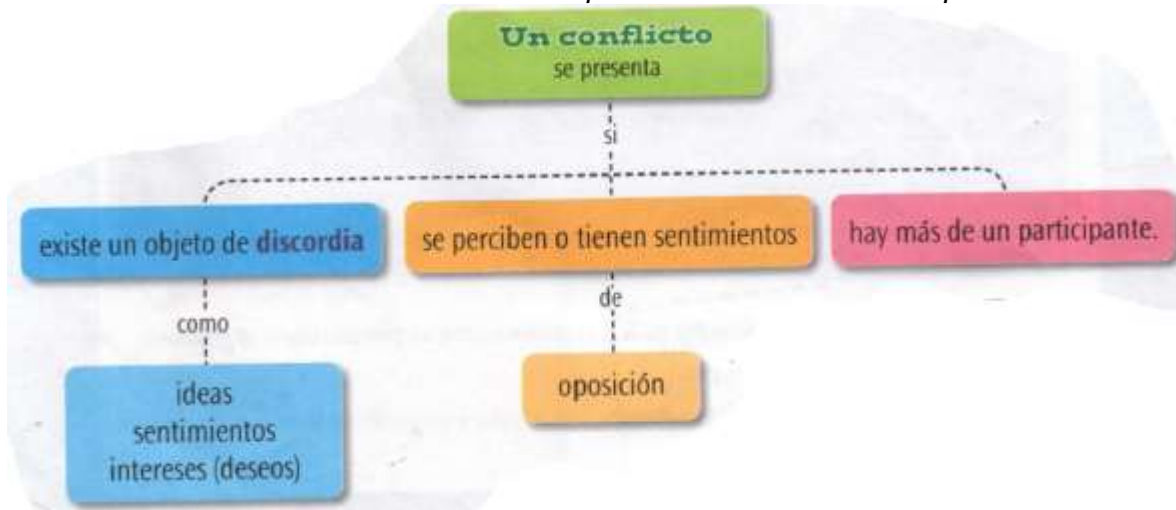 Un conflicto
se presenta
si
existe un objeto de discordia
se perciben o tienen sentimientos
hay más de un participante.
como
de
ideas
sentimientos
intereses (deseos)
oposición